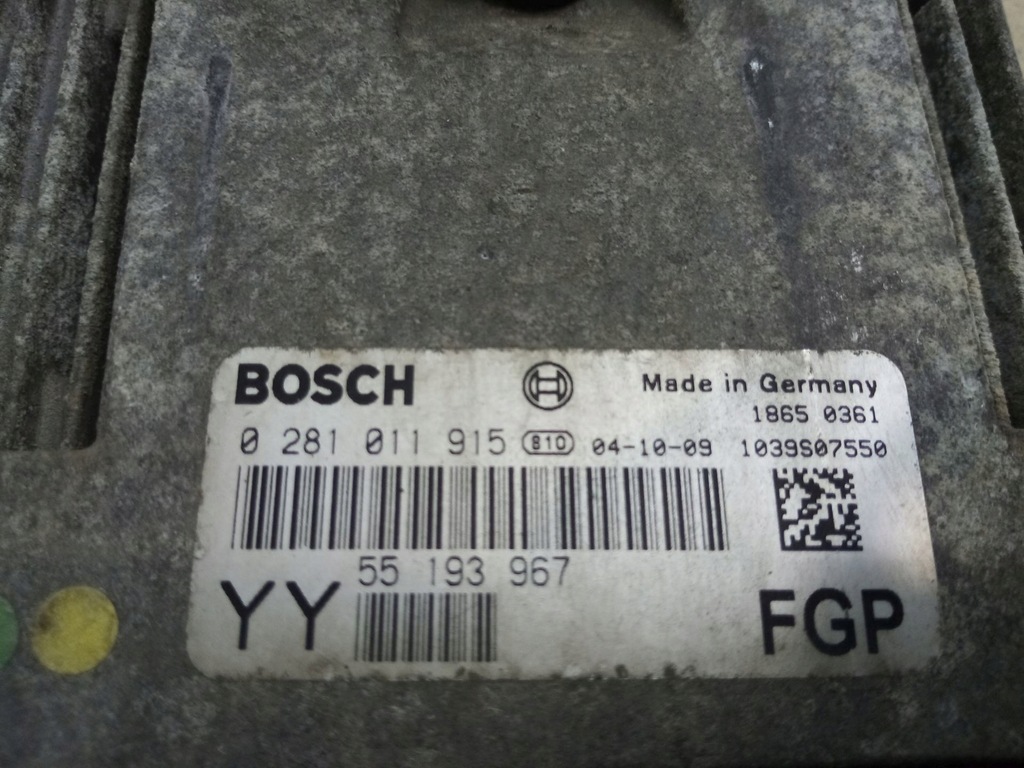 BOSCH Made in Germany
1865 0361
0 281 011 915 810 04-10-09 1039S07550
55 193 967
YY FGP